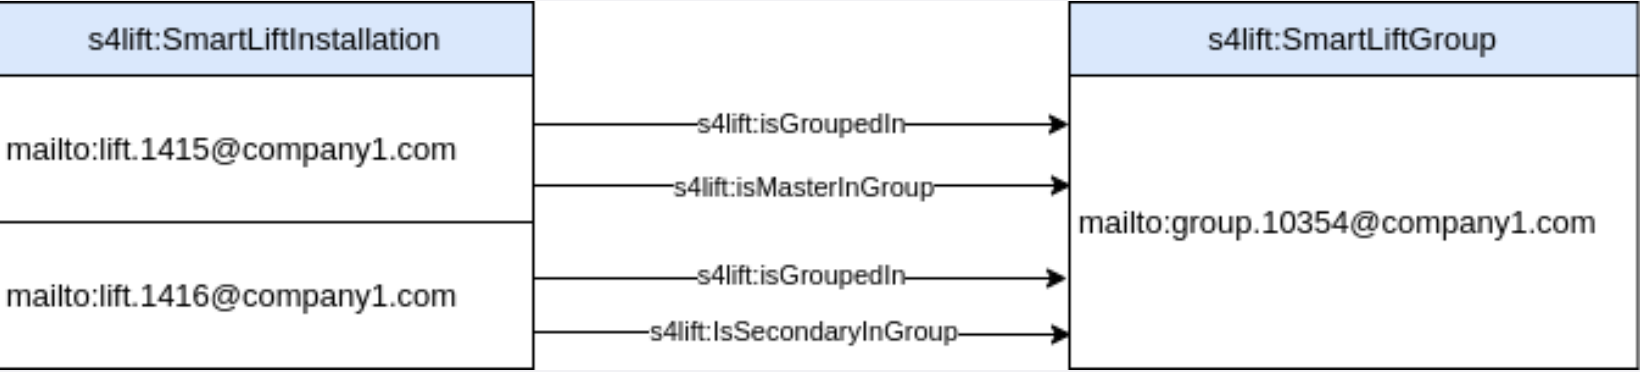 s4lift:SmartLiftInstallation
mailto:lift.1415@company1.com
mailto:lift.1416@company1.com
s4lift:isGroupedIn
s4lift:isMasterInGroup
s4lift:isGroupedIn
s4lift:IsSecondaryInGroup
s4lift:SmartLiftGroup
mailto:group.10354@company1.com